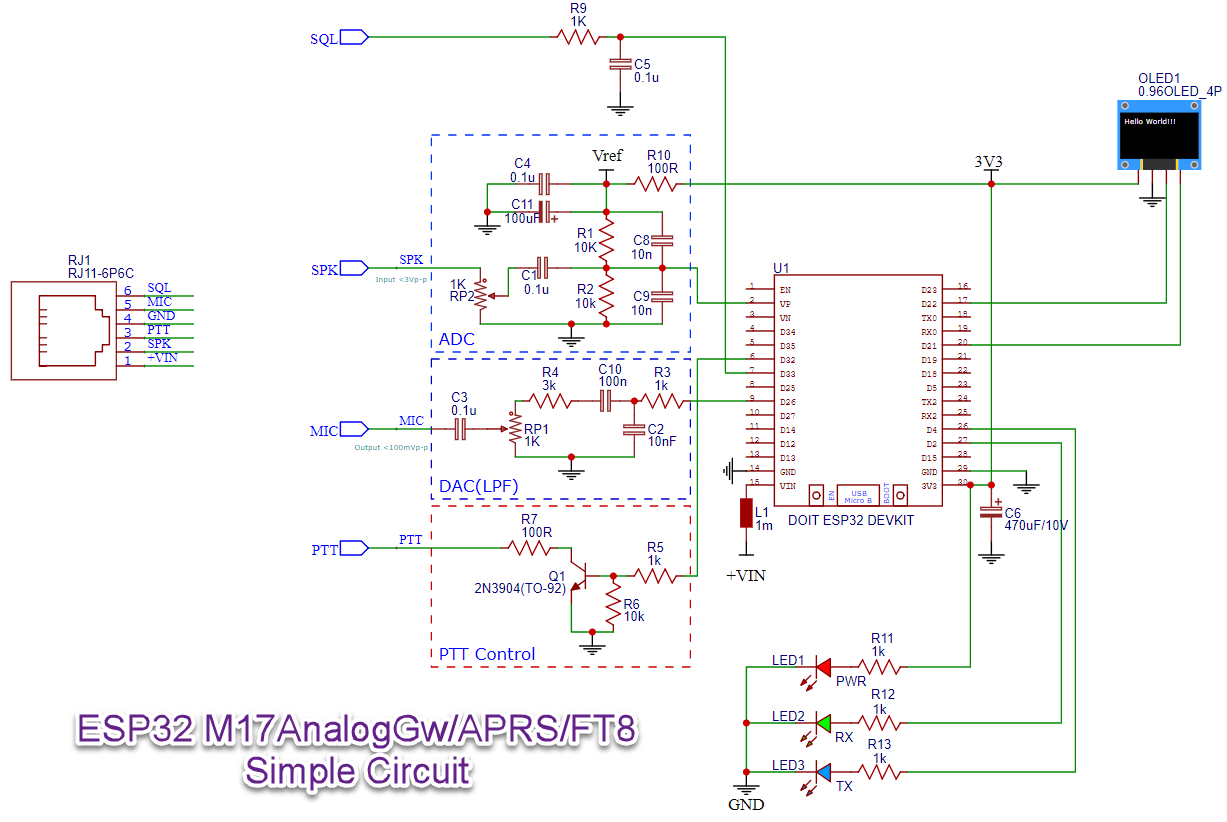 R9
1K
SQL
C5
0.1u
OLED1
0.96OLED_4P
Hello World!!!
Vref
R10
100R
3V3
C4
0.1u
C11
100uF
+
R1
10K
C8
10n
SPK
SPK
Input <3Vp-p
1K
RP2
C1
0.1u
R2
10k
C9
10n
ADC
RJ1
RJ11-6P6C
6 SQL
5 MIC
4 GND
3 PTT
2 SPK
1 +VIN
U1
1 EN
2 VP
3 VN
4 D34
5 D35
6 D32
7 D33
8 D25
9 D26
10 D27
11 D14
12 D12
13 D13
14 GND
15 VIN
D23 16
D22 17
TX0 18
RX0 19
D21 20
D19 21
D18 22
D5 23
TX2 24
RX2 25
D4 26
D2 27
D15 28
GND 29
3V3 30
EN
USB
Micro B
BOOT
DOIT ESP32 DEVKIT
R4
3k
C10
100n
R3
1k
C3
0.1u
MIC
MIC
Output <100mVp-p
RP1
1K
C2
10nF
DAC(LPF)
L1
1m
+VIN
+
C6
470uF/10V
PTT
PTT
R7
100R
Q1
2N3904(TO-92)
R5
1k
R6
10k
PTT Control
LED1
PWR
R11
1k
LED2
RX
R12
1k
LED3
TX
R13
1k
GND
ESP32 M17AnalogGw/APRS/FT8
Simple Circuit